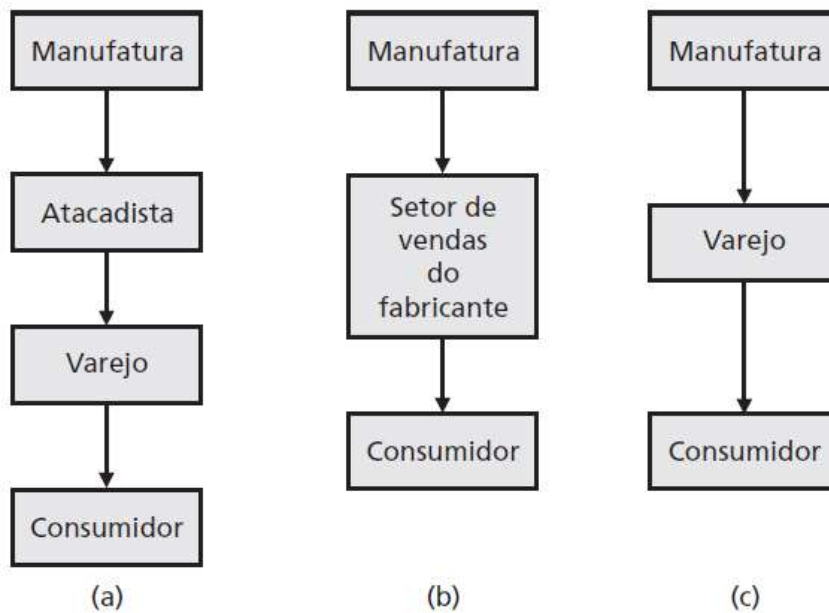 Manufatura
Atacadista
Varejo
Consumidor
(a)
Manufatura
Setor de
vendas
do
fabricante
Consumidor
(b)
Manufatura
Varejo
Consumidor
(c)